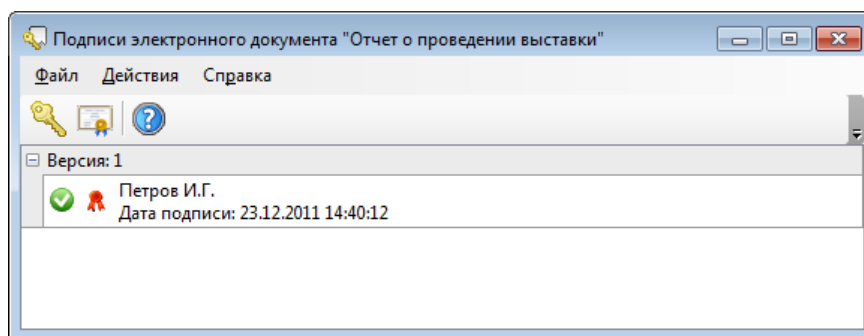 Подписи электронного документа "Отчет о проведении выставки"
Файл Действия Справка
Версия: 1
Петров И.Г.
Дата подписи: 23.12.2011 14:40:12